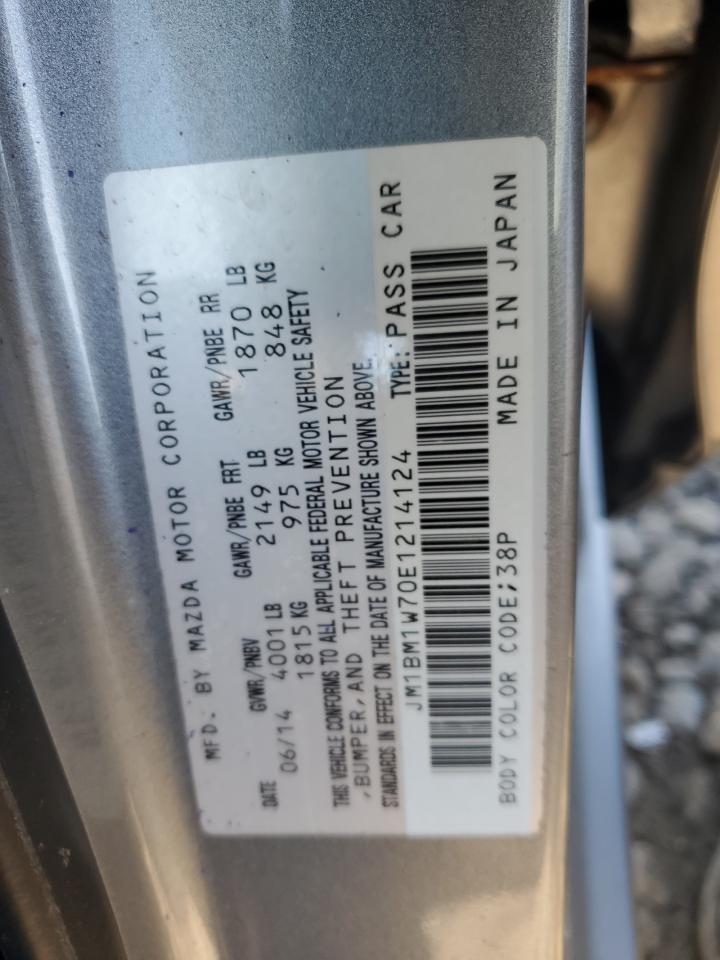 MFD. BY MAZDA MOTOR CORPORATION
DATE GVWR/PNBV GAWR/PNBE FRT GAWR/PNBE RR
06/14 4001 LB 2149 LB 1870 LB
1815 KG 975 KG 848 KG
THIS VEHICLE CONFORMS TO ALL APPLICABLE FEDERAL MOTOR VEHICLE SAFETY
,BUMPER,AND THEFT PREVENTION
STANDARDS IN EFFECT ON THE DATE OF MANUFACTURE SHOWN ABOVE.
JM1BM1W70E1214124 TYPE:PASS CAR
BODY COLOR CODE;38P MADE IN JAPAN